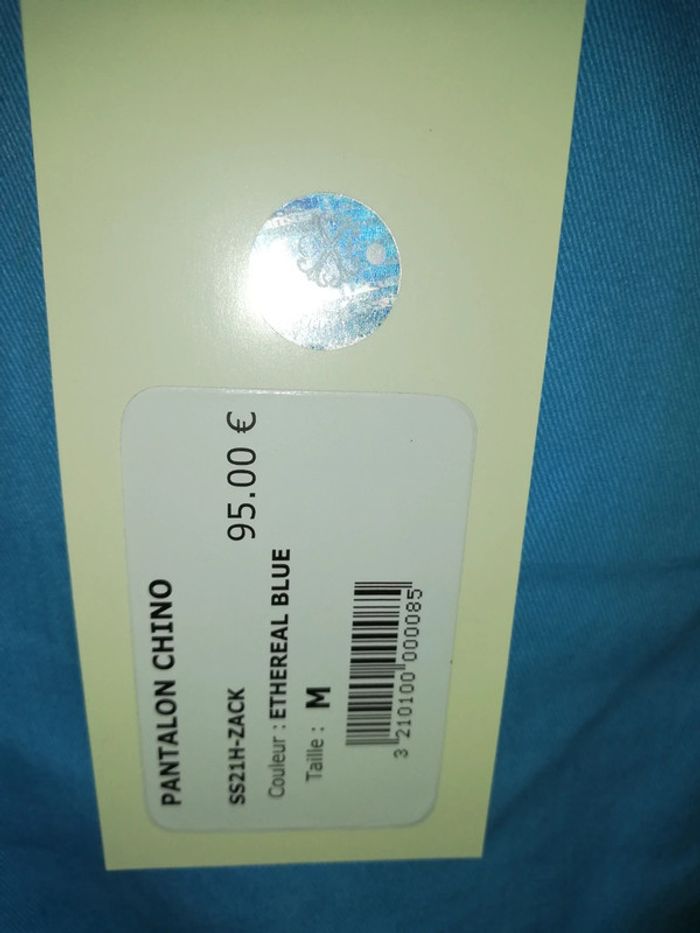 PANTALON CHINO
SS21H-ZACK
95.00 €
Couleur : ETHEREAL BLUE
Taille : M
3 210100 000085